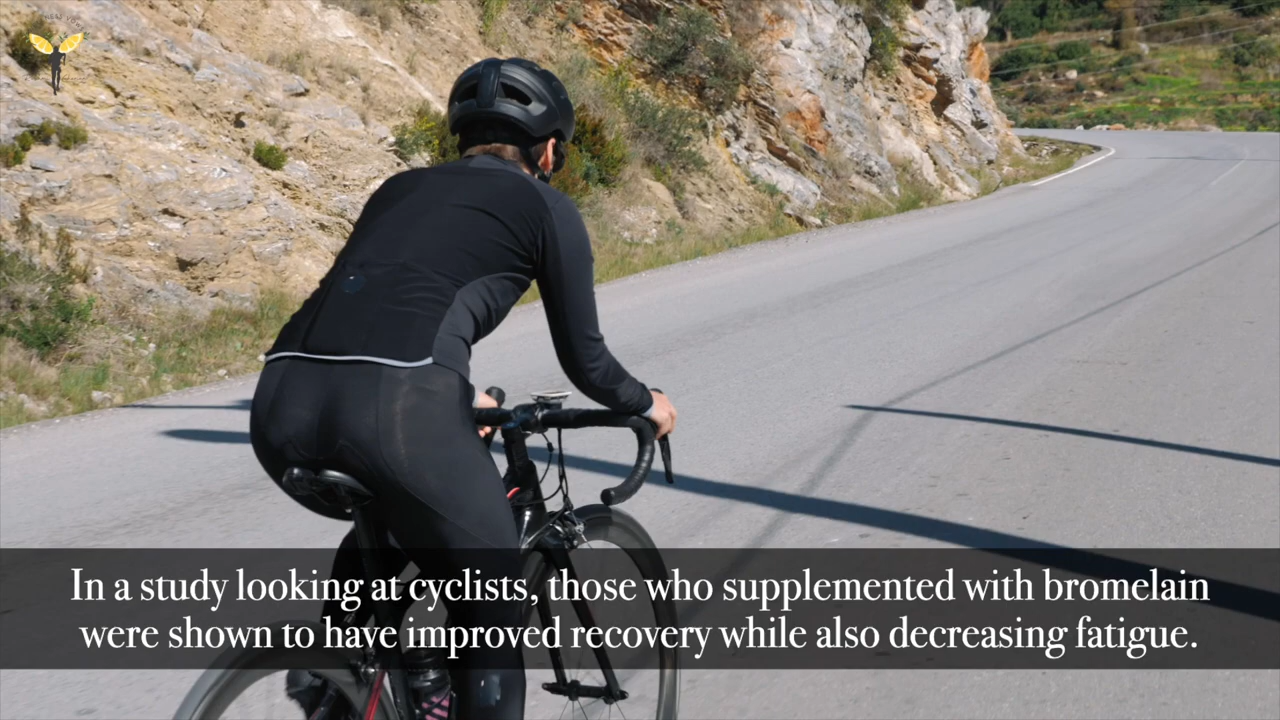 In a study looking at cyclists, those who supplemented with bromelain
were shown to have improved recovery while also decreasing fatigue.